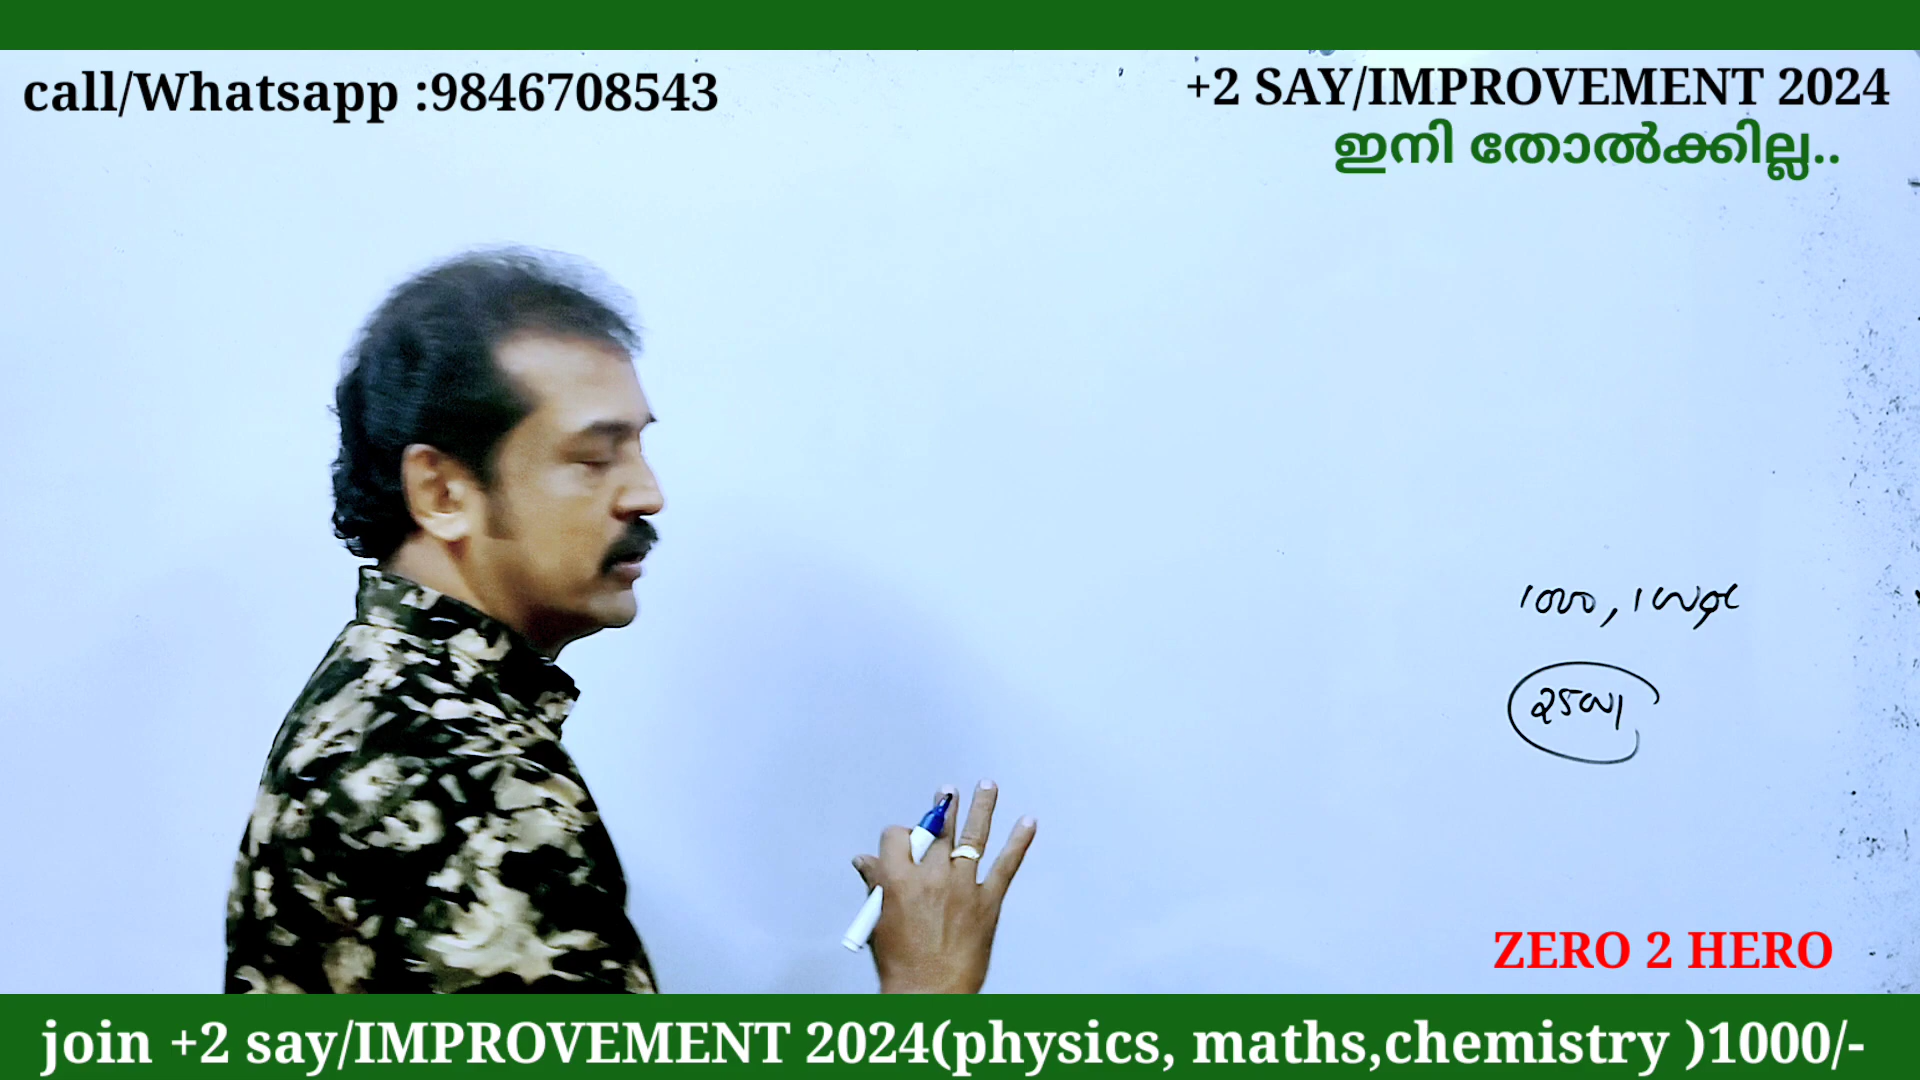 call/Whatsapp :9846708543
+2 SAY/IMPROVEMENT 2024
ഇനി തോൽക്കില്ല..
ZERO 2 HERO
join +2 say/IMPROVEMENT 2024(physics, maths,chemistry )1000/-